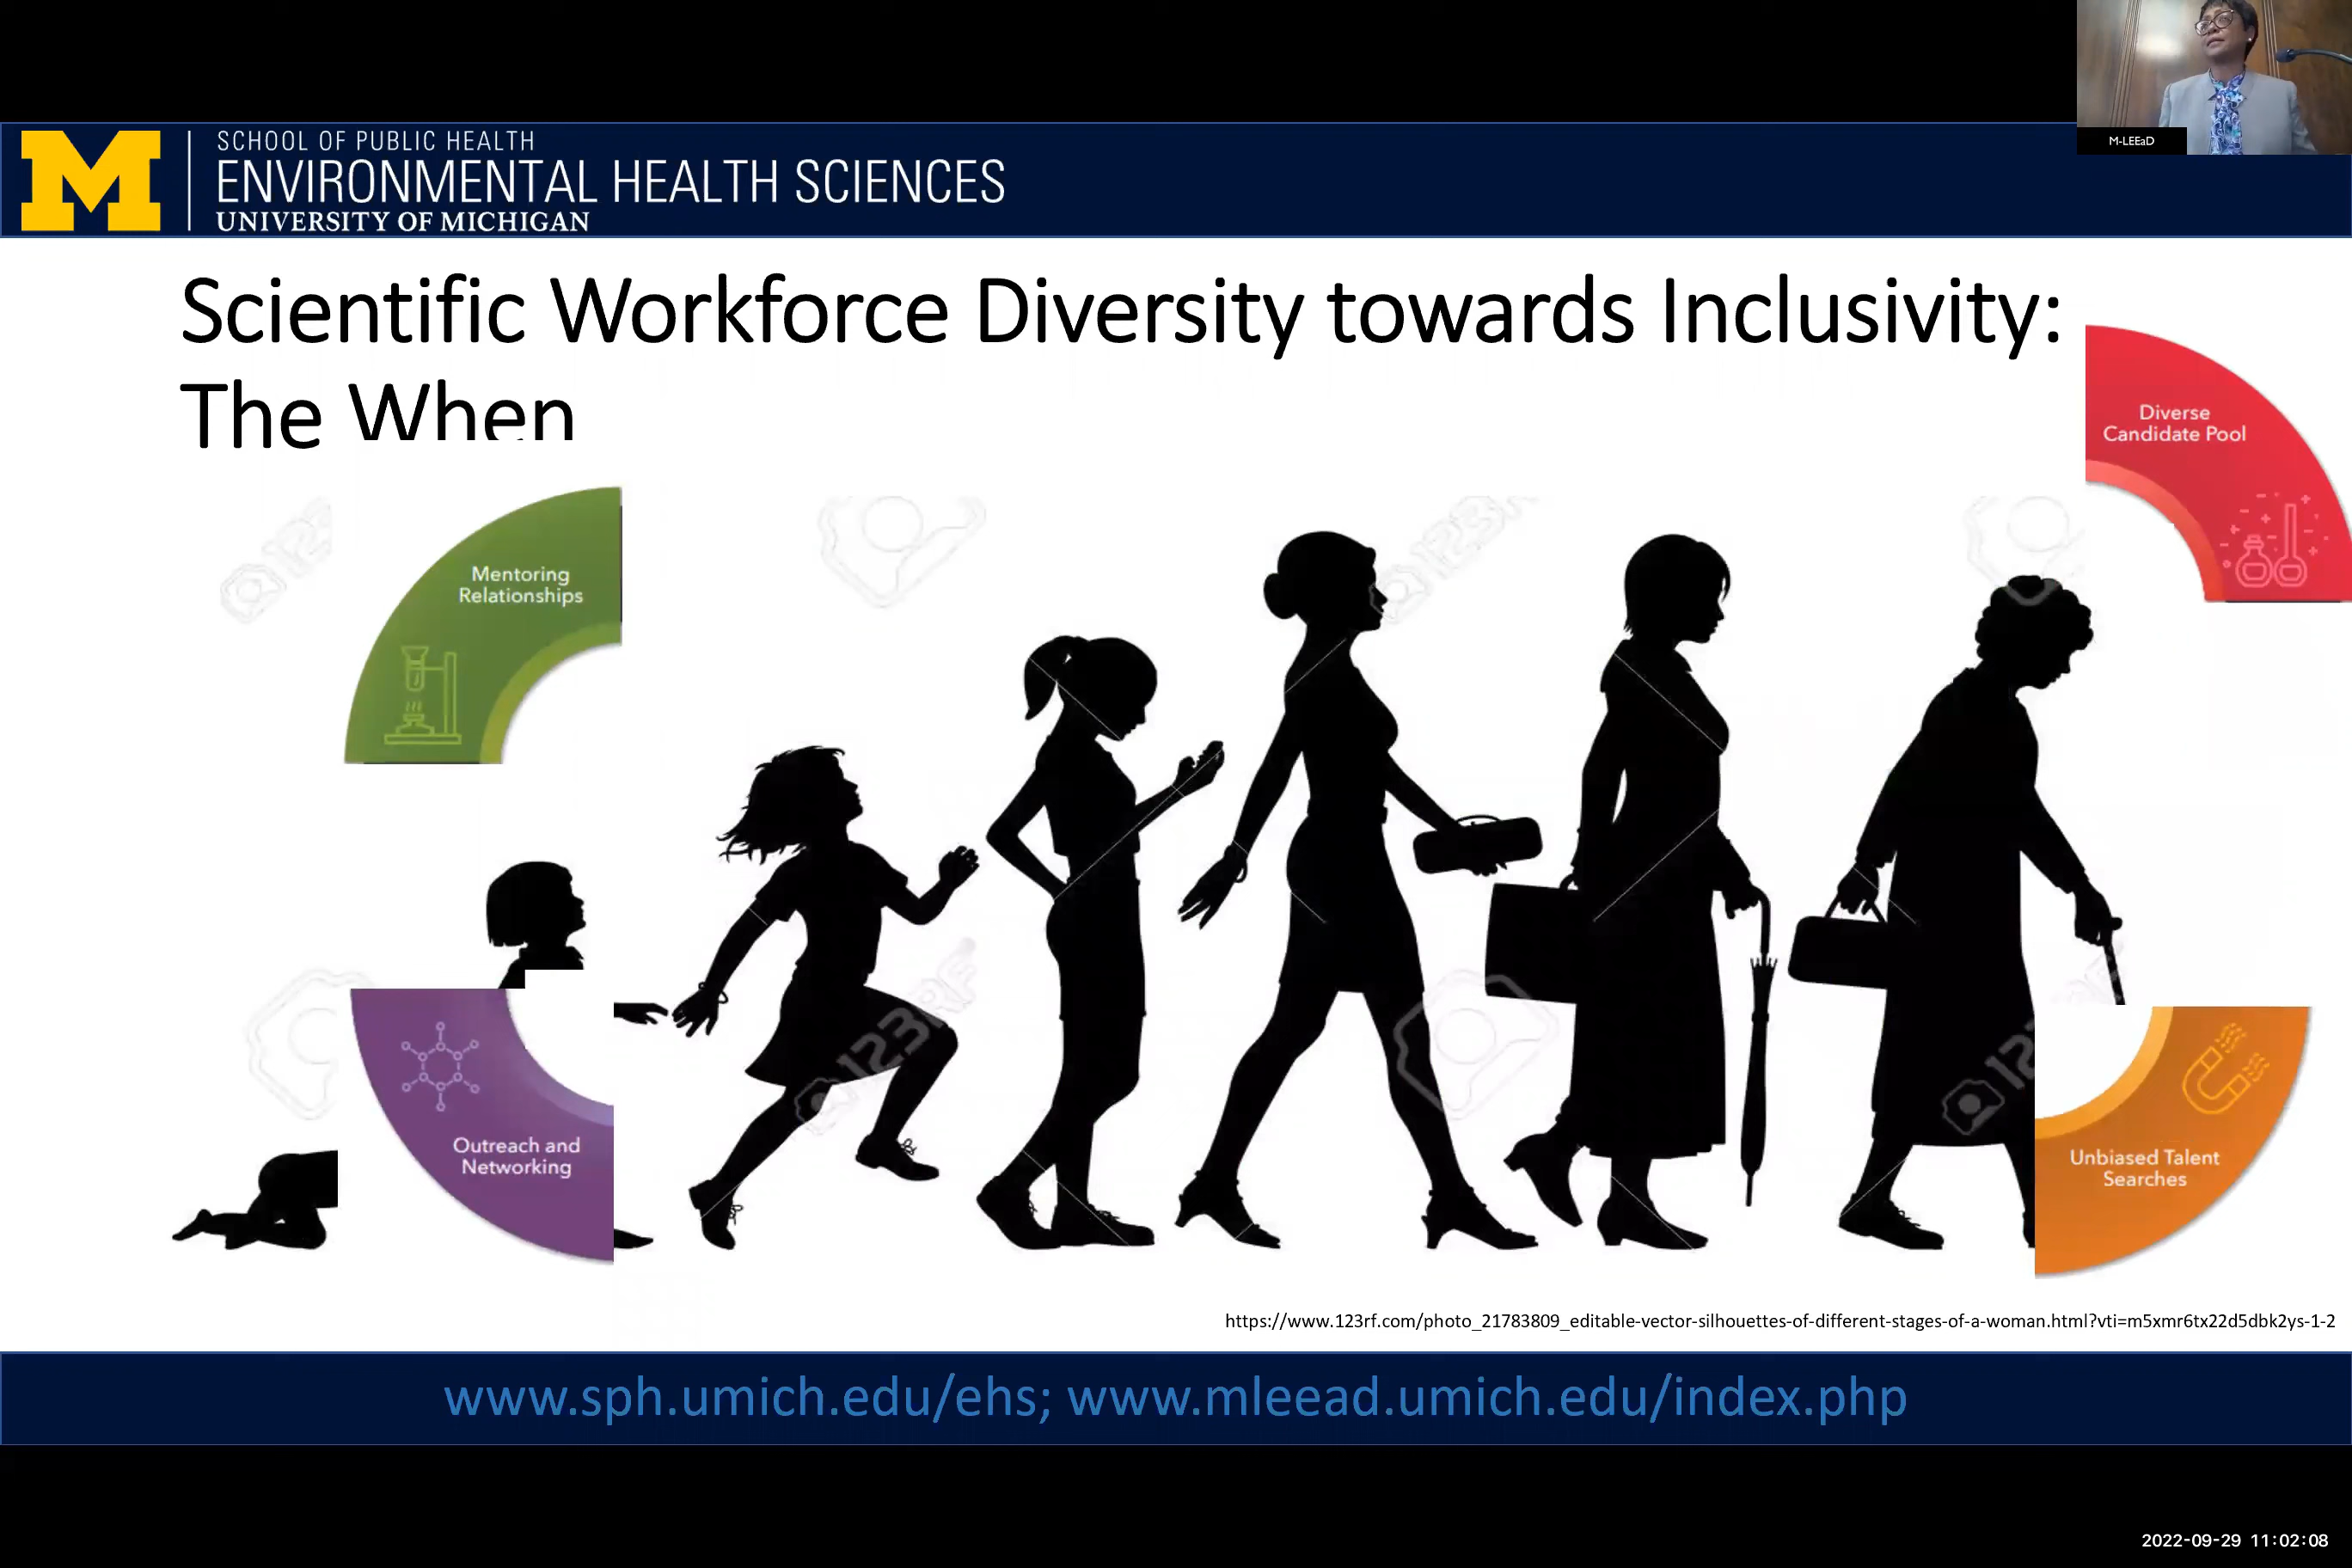 M-LEEaD
M
SCHOOL OF PUBLIC HEALTH
ENVIRONMENTAL HEALTH SCIENCES
UNIVERSITY OF MICHIGAN
Scientific Workforce Diversity towards Inclusivity:
The When
Diverse
Candidate Pool
Mentoring
Relationships
Outreach and
Networking
Unbiased Talent
Searches
123RF
https://www.123rf.com/photo_21783809_editable-vector-silhouettes-of-different-stages-of-a-woman.html?vti=m5xmr6tx22d5dbk2ys-1-2
www.sph.umich.edu/ehs; www.mleead.umich.edu/index.php
2022-09-29 11:02:08